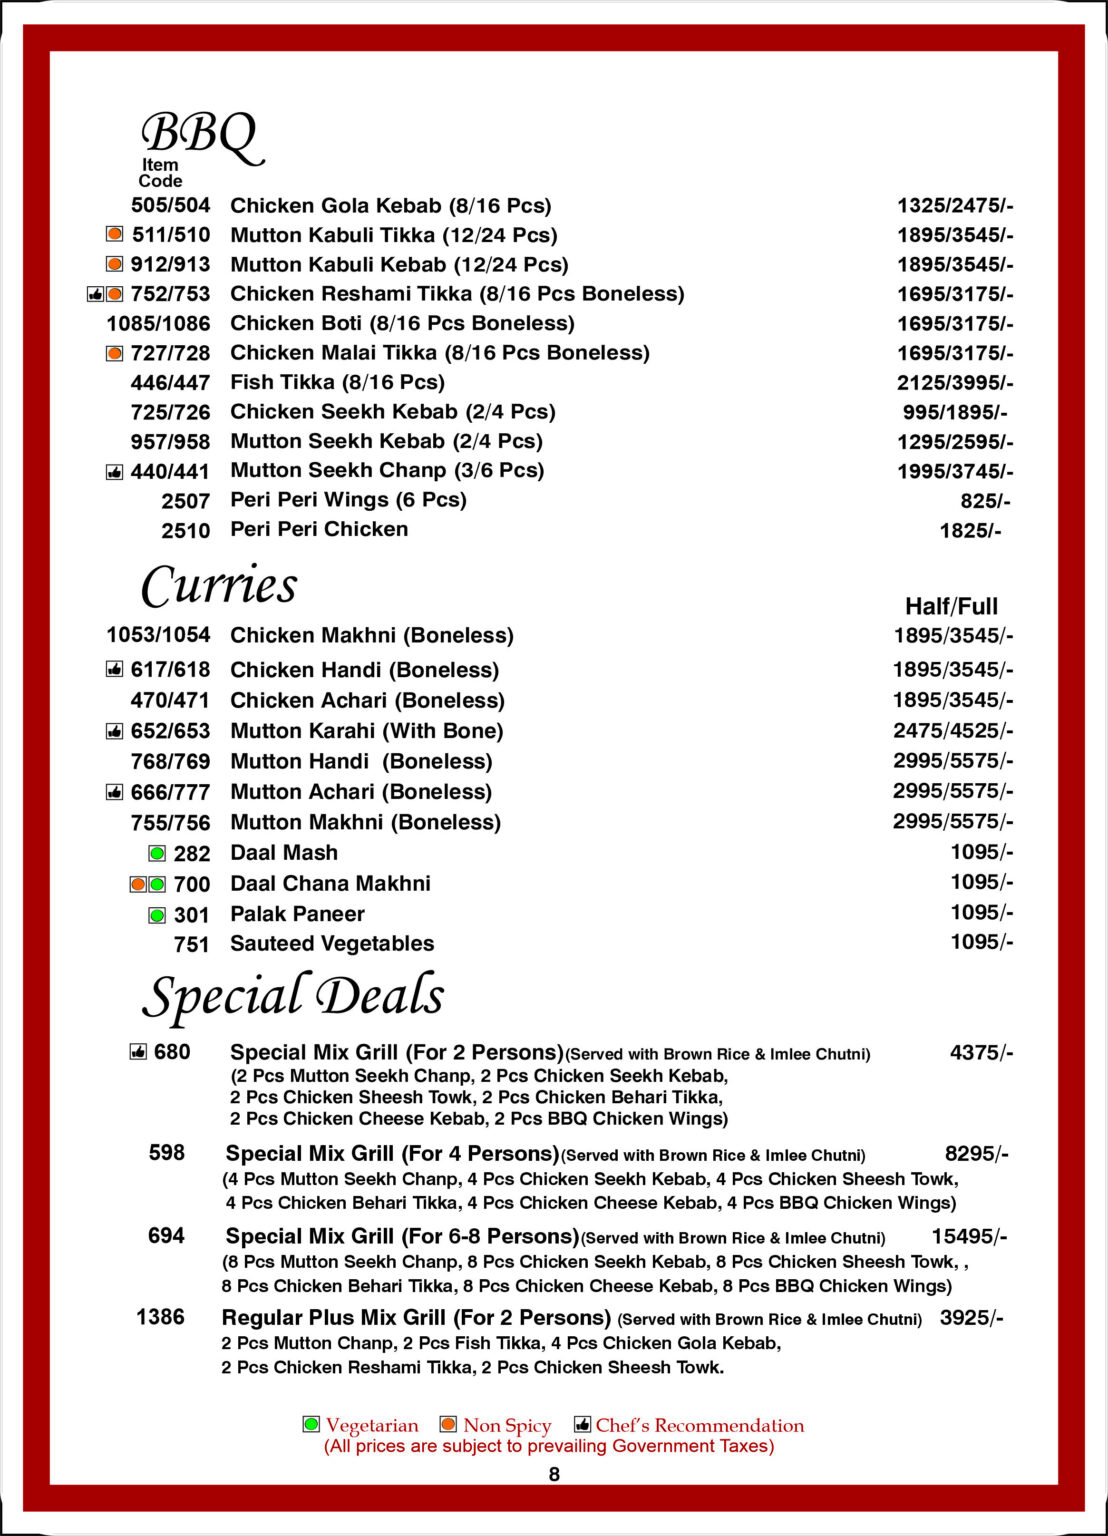 BBQ
Item
Code
505/504 Chicken Gola Kebab (8/16 Pcs) 1325/2475/-
511/510 Mutton Kabuli Tikka (12/24 Pcs) 1895/3545/-
912/913 Mutton Kabuli Kebab (12/24 Pcs) 1895/3545/-
752/753 Chicken Reshami Tikka (8/16 Pcs Boneless) 1695/3175/-
1085/1086 Chicken Boti (8/16 Pcs Boneless) 1695/3175/-
727/728 Chicken Malai Tikka (8/16 Pcs Boneless) 1695/3175/-
446/447 Fish Tikka (8/16 Pcs) 2125/3995/-
725/726 Chicken Seekh Kebab (2/4 Pcs) 995/1895/-
957/958 Mutton Seekh Kebab (2/4 Pcs) 1295/2595/-
440/441 Mutton Seekh Chanp (3/6 Pcs) 1995/3745/-
2507 Peri Peri Wings (6 Pcs) 825/-
2510 Peri Peri Chicken 1825/-
Curries
Half/Full
1053/1054 Chicken Makhni (Boneless) 1895/3545/-
617/618 Chicken Handi (Boneless) 1895/3545/-
470/471 Chicken Achari (Boneless) 1895/3545/-
652/653 Mutton Karahi (With Bone) 2475/4525/-
768/769 Mutton Handi (Boneless) 2995/5575/-
666/777 Mutton Achari (Boneless) 2995/5575/-
755/756 Mutton Makhni (Boneless) 2995/5575/-
282 Daal Mash 1095/-
700 Daal Chana Makhni 1095/-
301 Palak Paneer 1095/-
751 Sauteed Vegetables 1095/-
Special Deals
680 Special Mix Grill (For 2 Persons)(Served with Brown Rice & Imlee Chutni) 4375/-
(2 Pcs Mutton Seekh Chanp, 2 Pcs Chicken Seekh Kebab,
2 Pcs Chicken Sheesh Towk, 2 Pcs Chicken Behari Tikka,
2 Pcs Chicken Cheese Kebab, 2 Pcs BBQ Chicken Wings)
598 Special Mix Grill (For 4 Persons)(Served with Brown Rice & Imlee Chutni) 8295/-
(4 Pcs Mutton Seekh Chanp, 4 Pcs Chicken Seekh Kebab, 4 Pcs Chicken Sheesh Towk,
4 Pcs Chicken Behari Tikka, 4 Pcs Chicken Cheese Kebab, 4 Pcs BBQ Chicken Wings)
694 Special Mix Grill (For 6-8 Persons)(Served with Brown Rice & Imlee Chutni) 15495/-
(8 Pcs Mutton Seekh Chanp, 8 Pcs Chicken Seekh Kebab, 8 Pcs Chicken Sheesh Towk, ,
8 Pcs Chicken Behari Tikka, 8 Pcs Chicken Cheese Kebab, 8 Pcs BBQ Chicken Wings)
1386 Regular Plus Mix Grill (For 2 Persons) (Served with Brown Rice & Imlee Chutni) 3925/-
2 Pcs Mutton Chanp, 2 Pcs Fish Tikka, 4 Pcs Chicken Gola Kebab,
2 Pcs Chicken Reshami Tikka, 2 Pcs Chicken Sheesh Towk.
Vegetarian Non Spicy Chef's Recommendation
(All prices are subject to prevailing Government Taxes)
8